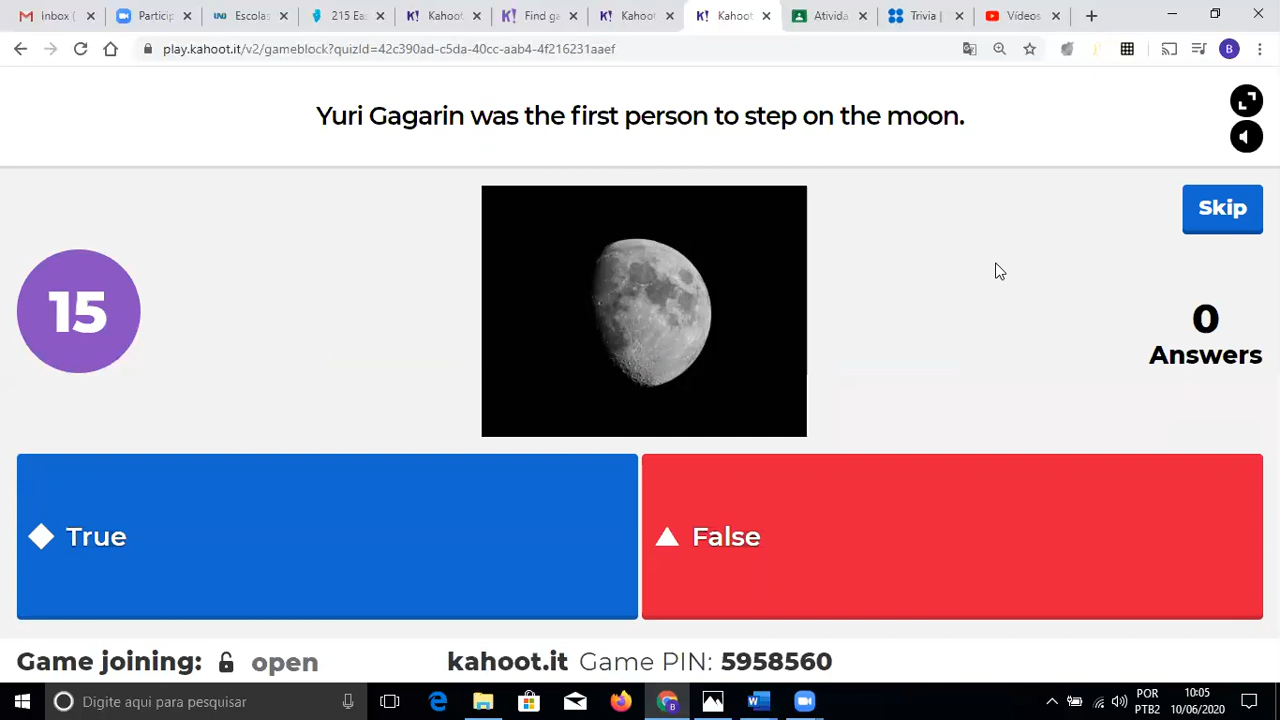 Inbox (
Particip
Escolas
215 Eas
Kahoot
Find ga
Kahoot
Kahoot
Ativida
Trivia |
Vídeos
play.kahoot.it/v2/gameblock?quizId=42c390ad-c5da-40cc-aab4-4f216231aaef
B
Yuri Gagarin was the first person to step on the moon.
Skip
15
0
Answers
True
False
Game joining: open
kahoot.it Game PIN: 5958560
Digite aqui para pesquisar
POR
PTB2
10:05
10/06/2020